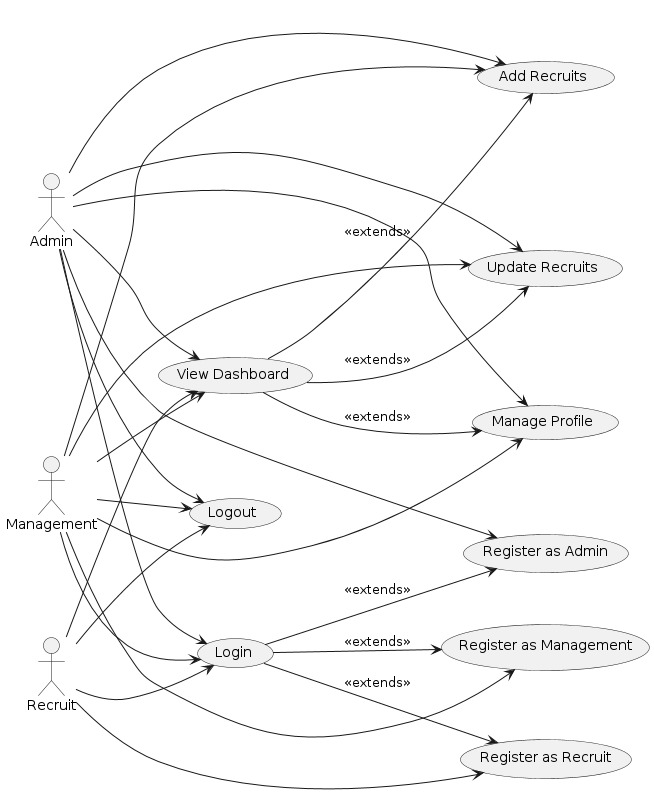 Add Recruits
Admin
«extends»
Update Recruits
«extends»
View Dashboard
«extends»
Manage Profile
Logout
Management
Register as Admin
«extends»
«extends»
Register as Management
Login
«extends»
Recruit
Register as Recruit